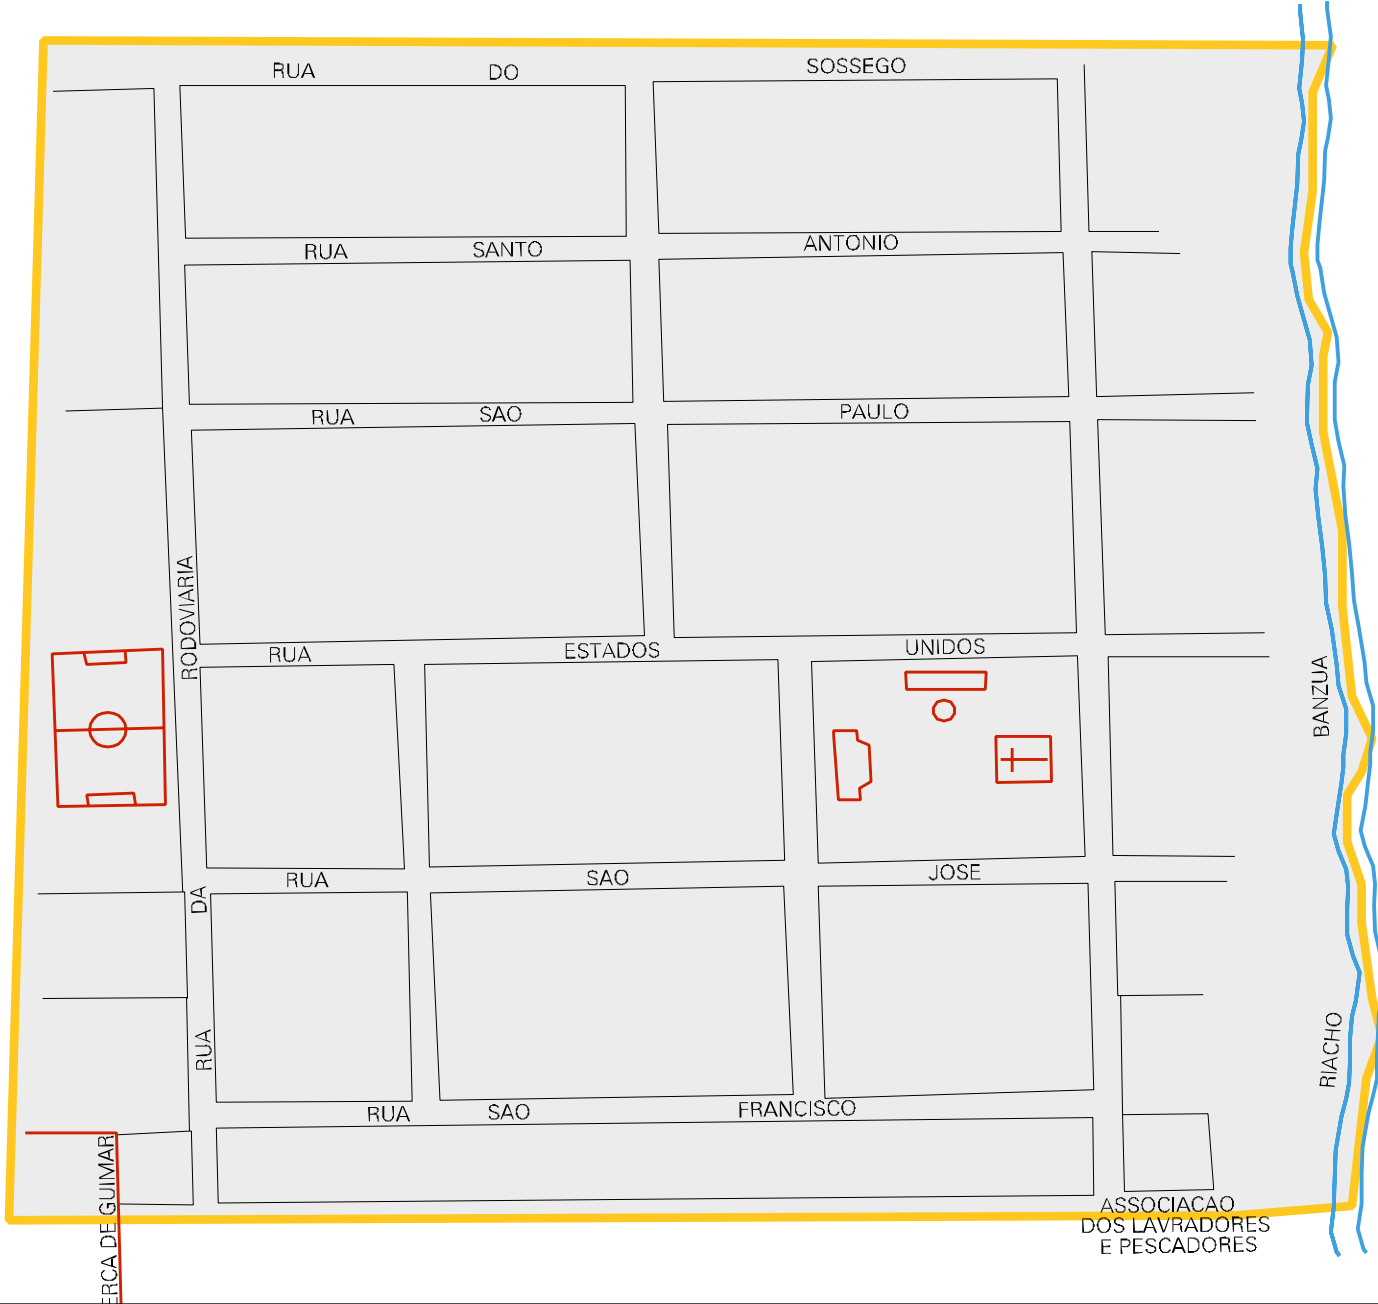 RUA DO SOSSEGO
RUA SANTO ANTONIO
RUA SAO PAULO
RUA DA RODOVIARIA
RUA ESTADOS UNIDOS
RIACHO BANZUA
RUA SAO JOSE
RUA SAO FRANCISCO
ERCA DE GUIMAR
ASSOCIACAO
DOS LAVRADORES
E PESCADORES